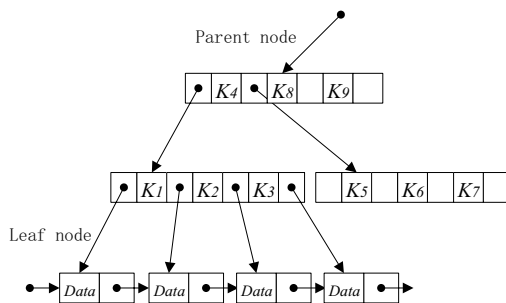 Parent node
K4 K8 K9
K1 K2 K3 K5 K6 K7
Leaf node
Data Data Data Data